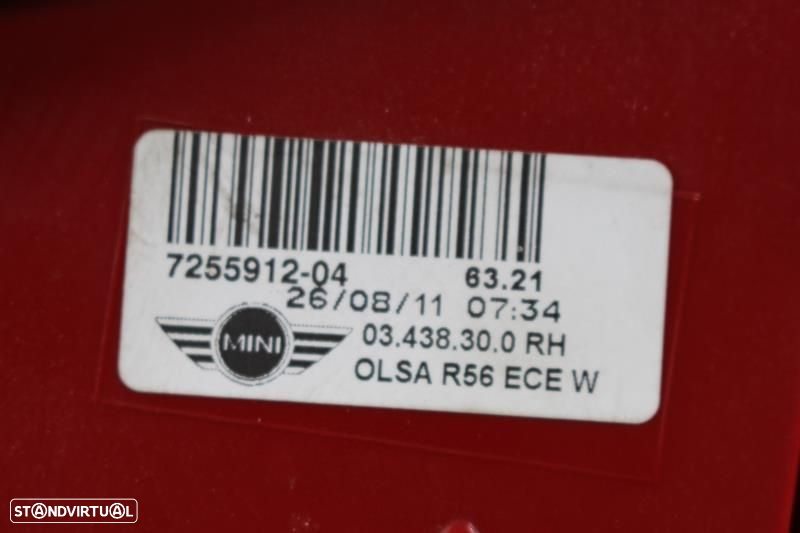 7255912-04 63.21
26/08/11 07:34
MINI 03.438.30.0 RH
OLSA R56 ECE W
STANDVIRTUAL